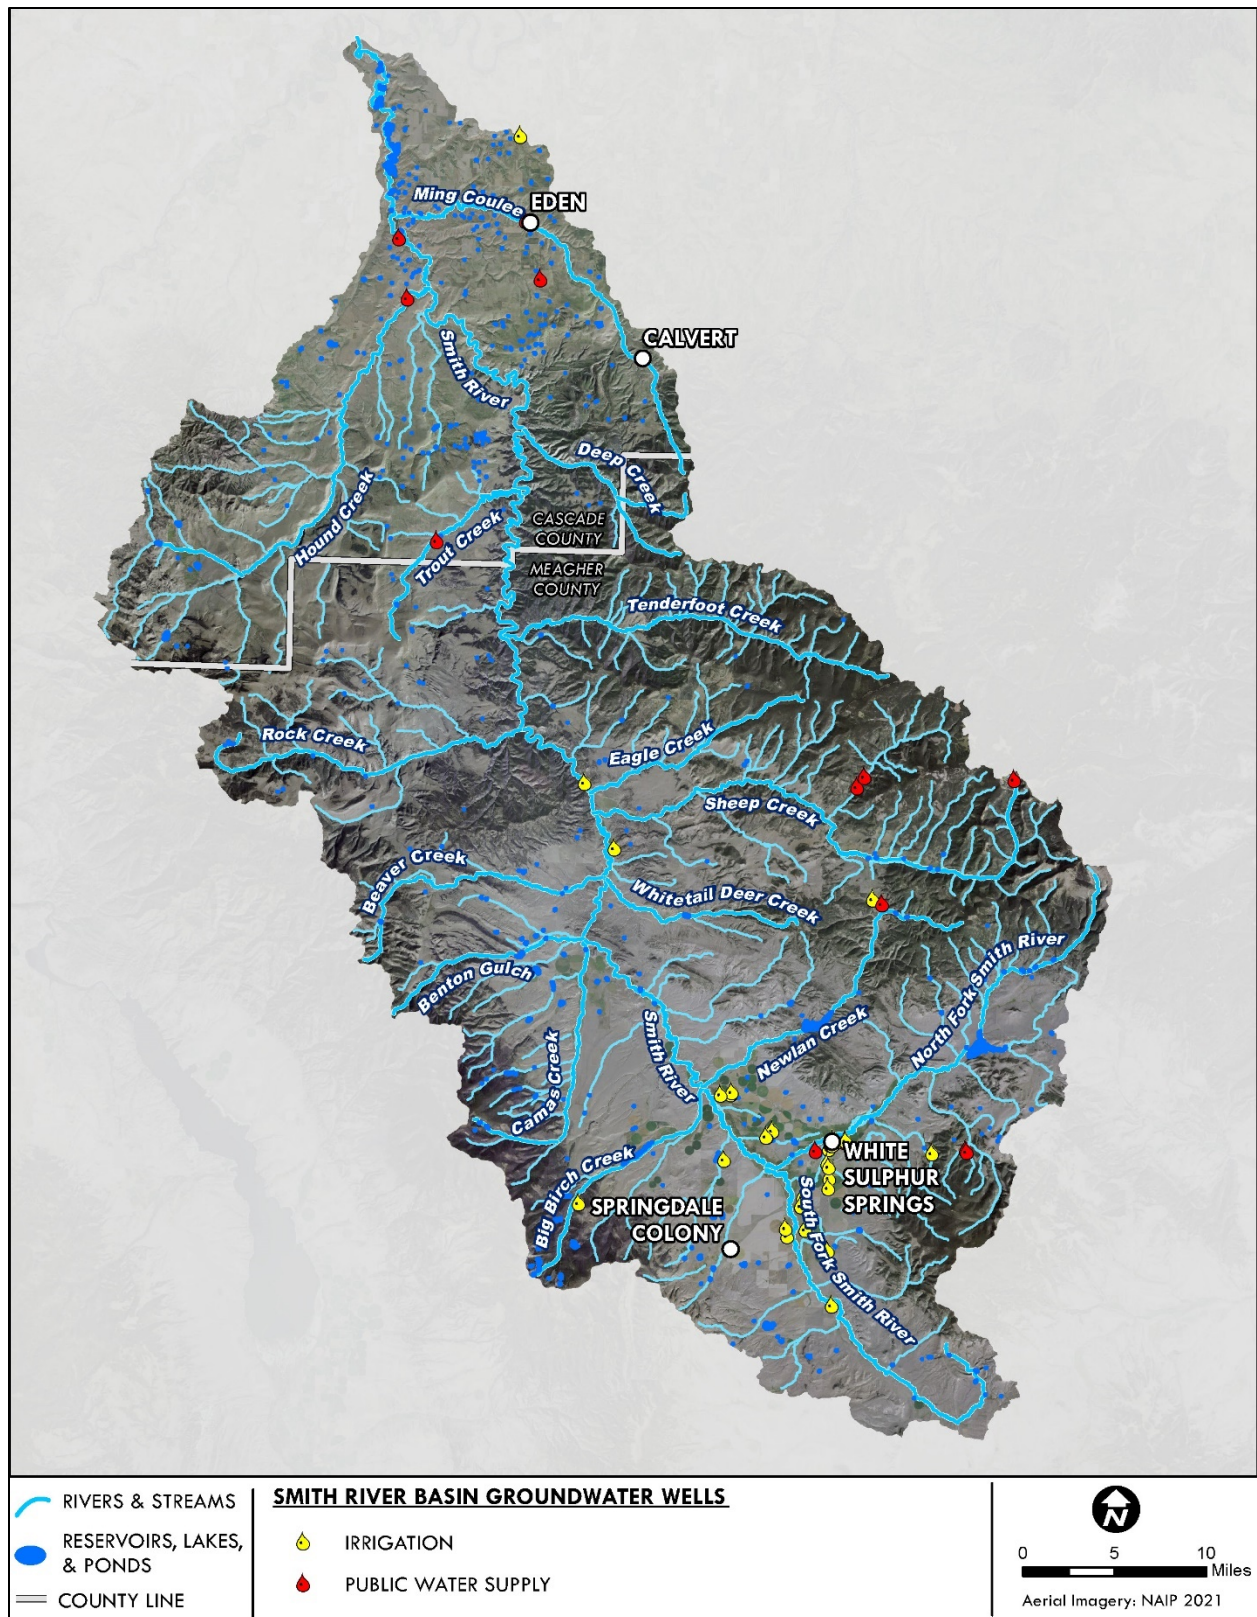 Ming Coulee
EDEN
CALVERT
Smith River
Deep Creek
Hound Creek
Trout Creek
CASCADE
COUNTY
MEAGHER
COUNTY
Tenderfoot Creek
Rock Creek
Eagle Creek
Sheep Creek
Beaver Creek
Whitetail Deer Creek
Benton Gulch
North Fork Smith River
Smith River
Newlan Creek
Camas Creek
Big Birch Creek
WHITE
SULPHUR
SPRINGS
SPRINGDALE
COLONY
South Fork Smith River
RIVERS & STREAMS
RESERVOIRS, LAKES,
& PONDS
COUNTY LINE
SMITH RIVER BASIN GROUNDWATER WELLS
IRRIGATION
PUBLIC WATER SUPPLY
N
0 5 10
Miles
Aerial Imagery: NAIP 2021